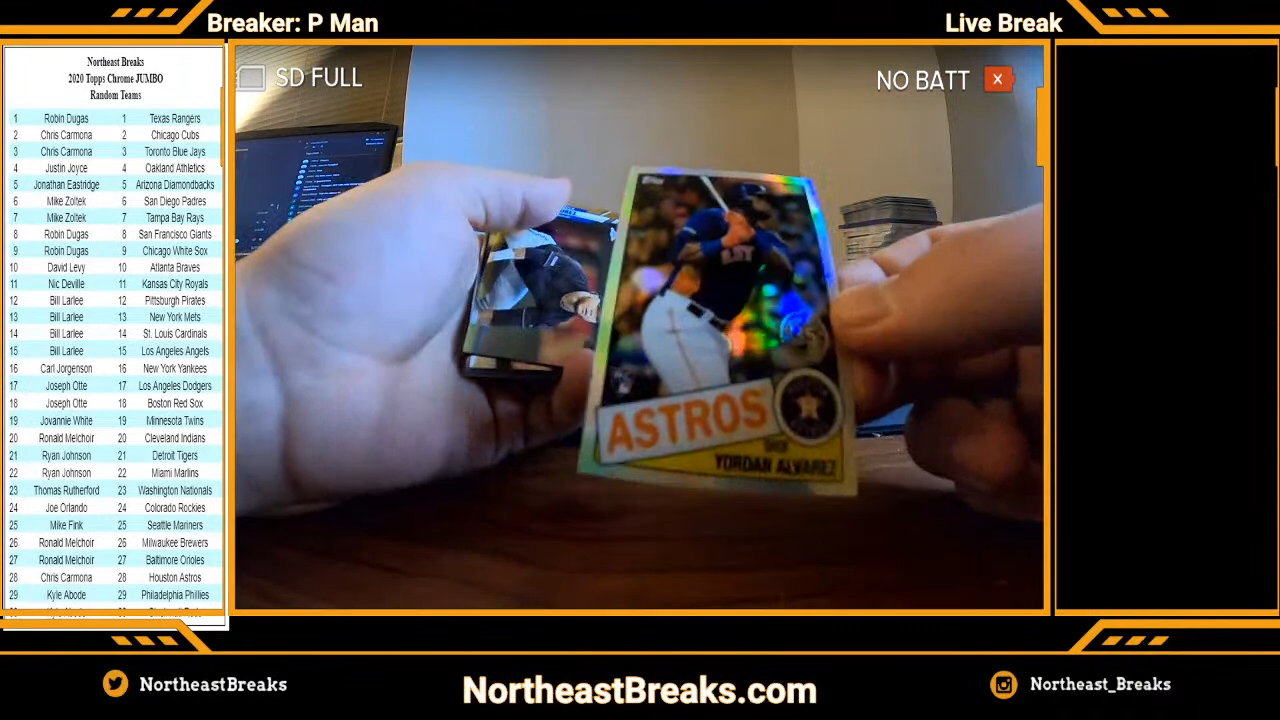 Breaker: P Man
Live Break
Northeast Breaks
2020 Topps Chrome JUMBO
Random Teams
1 Robin Dugas 1 Texas Rangers
2 Chris Carmona 2 Chicago Cubs
3 Chris Carmona 3 Toronto Blue Jays
4 Justin Joyce 4 Oakland Athletics
5 Jonathan Eastridge 5 Arizona Diamondbacks
6 Mike Zoltek 6 San Diego Padres
7 Mike Zoltek 7 Tampa Bay Rays
8 Robin Dugas 8 San Francisco Giants
9 Robin Dugas 9 Chicago White Sox
10 David Levy 10 Atlanta Braves
11 Nic Deville 11 Kansas City Royals
12 Bill Larlee 12 Pittsburgh Pirates
13 Bill Larlee 13 New York Mets
14 Bill Larlee 14 St. Louis Cardinals
15 Bill Larlee 15 Los Angeles Angels
16 Carl Jorgenson 16 New York Yankees
17 Joseph Otte 17 Los Angeles Dodgers
18 Joseph Otte 18 Boston Red Sox
19 Jovannie White 19 Minnesota Twins
20 Ronald Melchoir 20 Cleveland Indians
21 Ryan Johnson 21 Detroit Tigers
22 Ryan Johnson 22 Miami Marlins
23 Thomas Rutherford 23 Washington Nationals
24 Joe Orlando 24 Colorado Rockies
25 Mike Fink 25 Seattle Mariners
26 Ronald Melchoir 26 Milwaukee Brewers
27 Ronald Melchoir 27 Baltimore Orioles
28 Chris Carmona 28 Houston Astros
29 Kyle Abode 29 Philadelphia Phillies
SD FULL
NO BATT
Topps
ASTROS
YORDAN ALVAREZ
NortheastBreaks
NortheastBreaks.com
Northeast_Breaks